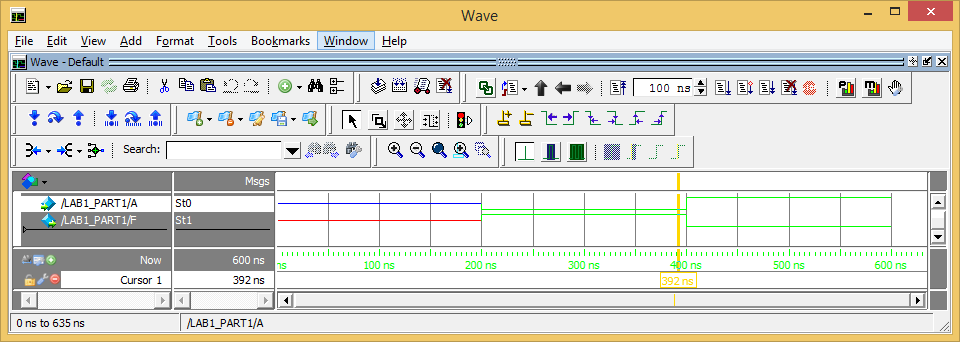 Wave
File Edit View Add Format Tools Bookmarks Window Help
Wave - Default
100 ns
Search:
Msgs
/LAB1_PART1/A St0
/LAB1_PART1/F St1
Now 600 ns ns 100 ns 200 ns 300 ns 400 ns 500 ns 600 ns
Cursor 1 392 ns 392 ns
0 ns to 635 ns /LAB1_PART1/A